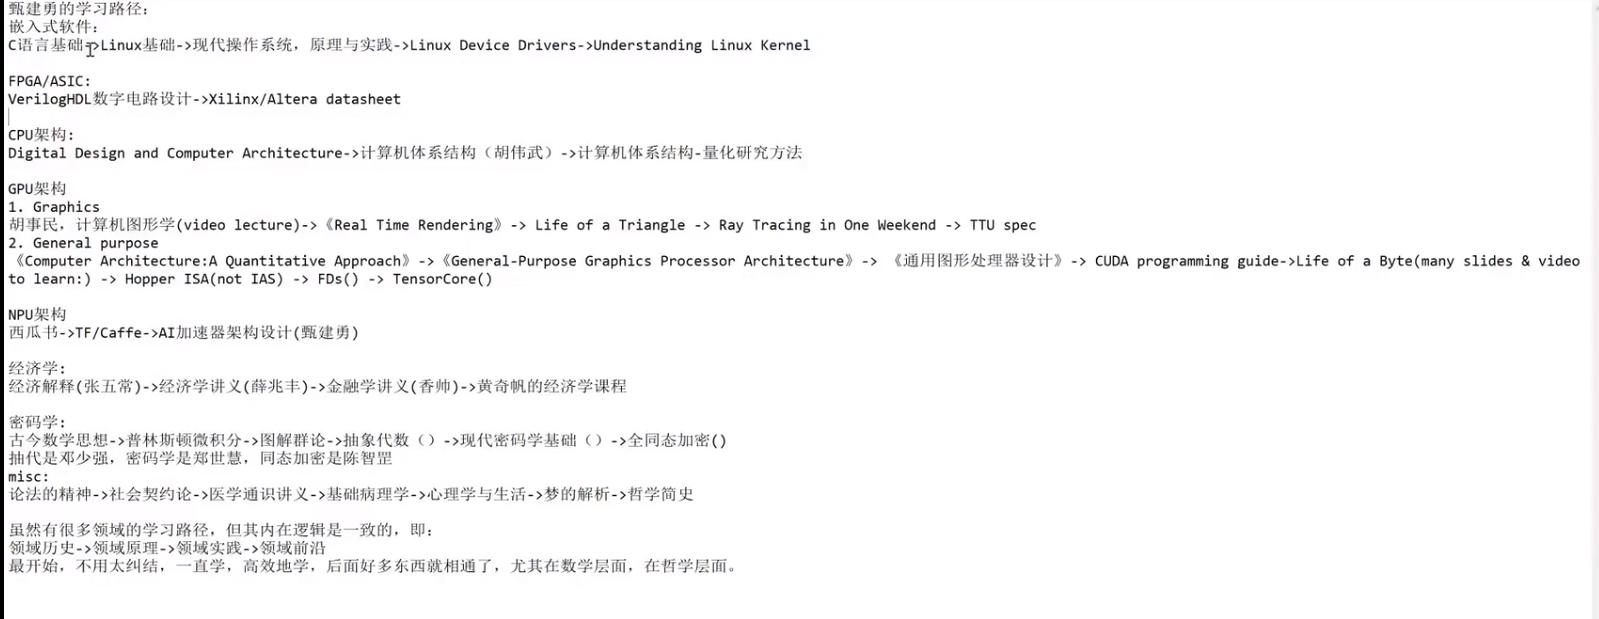 甄建勇的学习路径:
嵌入式软件:
C语言基础->Linux基础->现代操作系统, 原理与实践->Linux Device Drivers->Understanding Linux Kernel
FPGA/ASIC:
VerilogHDL数字电路设计->Xilinx/Altera datasheet
CPU架构:
Digital Design and Computer Architecture->计算机体系结构（胡伟武）->计算机体系结构-量化研究方法
GPU架构
1. Graphics
胡事民, 计算机图形学(video lecture)->《Real Time Rendering》-> Life of a Triangle -> Ray Tracing in One Weekend -> TTU spec
2. General purpose
《Computer Architecture:A Quantitative Approach》->《General-Purpose Graphics Processor Architecture》-> 《通用图形处理器设计》-> CUDA programming guide->Life of a Byte(many slides & video
to learn:) -> Hopper ISA(not IAS) -> FDs() -> TensorCore()
NPU架构
西瓜书->TF/Caffe->AI加速器架构设计(甄建勇)
经济学:
经济解释(张五常)->经济学讲义(薛兆丰)->金融学讲义(香帅)->黄奇帆的经济学课程
密码学:
古今数学思想->普林斯顿微积分->图解群论->抽象代数（）->现代密码学基础（）->全同态加密()
抽代是邓少强, 密码学是郑世慧, 同态加密是陈智罡
misc:
论法的精神->社会契约论->医学通识讲义->基础病理学->心理学与生活->梦的解析->哲学简史
虽然有很多领域的学习路径, 但其内在逻辑是一致的, 即:
领域历史->领域原理->领域实践->领域前沿
最开始, 不用太纠结, 一直学, 高效地学, 后面好多东西就相通了, 尤其在数学层面, 在哲学层面。